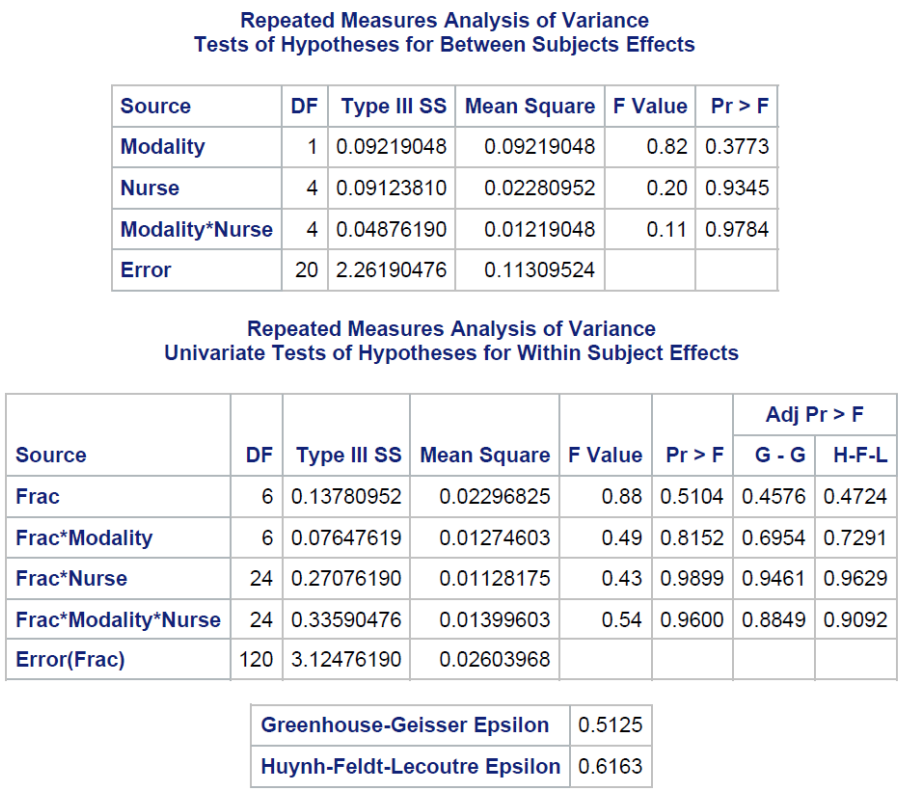 Repeated Measures Analysis of Variance
Tests of Hypotheses for Between Subjects Effects
Source DF Type III SS Mean Square F Value Pr > F
Modality 1 0.09219048 0.09219048 0.82 0.3773
Nurse 4 0.09123810 0.02280952 0.20 0.9345
Modality*Nurse 4 0.04876190 0.01219048 0.11 0.9784
Error 20 2.26190476 0.11309524
Repeated Measures Analysis of Variance
Univariate Tests of Hypotheses for Within Subject Effects
Adj Pr > F
Source DF Type III SS Mean Square F Value Pr > F G - G H-F-L
Frac 6 0.13780952 0.02296825 0.88 0.5104 0.4576 0.4724
Frac*Modality 6 0.07647619 0.01274603 0.49 0.8152 0.6954 0.7291
Frac*Nurse 24 0.27076190 0.01128175 0.43 0.9899 0.9461 0.9629
Frac*Modality*Nurse 24 0.33590476 0.01399603 0.54 0.9600 0.8849 0.9092
Error(Frac) 120 3.12476190 0.02603968
Greenhouse-Geisser Epsilon 0.5125
Huynh-Feldt-Lecoutre Epsilon 0.6163